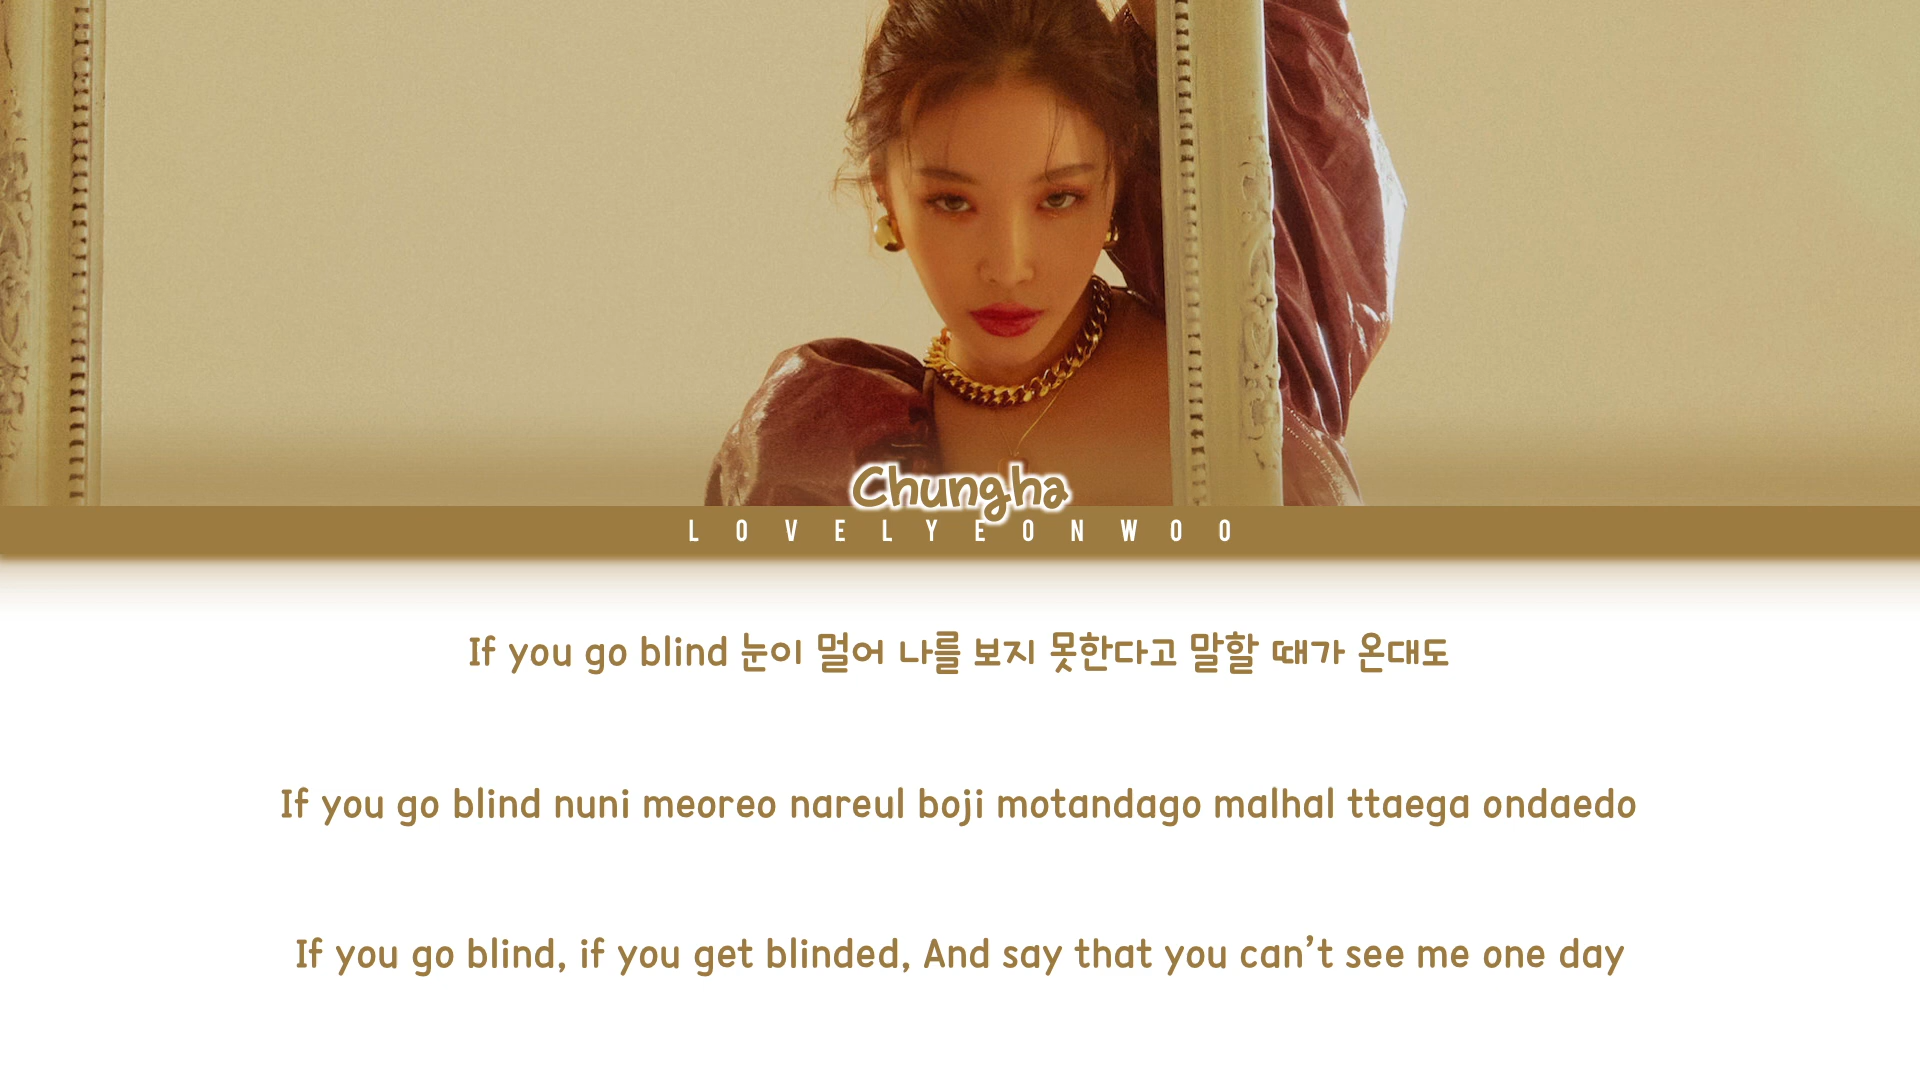 Chungha
LOVELYEONWOO
If you go blind 눈이 멀어 나를 보지 못한다고 말할 때가 온대도
If you go blind nuni meoreo nareul boji motandago malhal ttaega ondaedo
If you go blind, if you get blinded, And say that you can’t see me one day